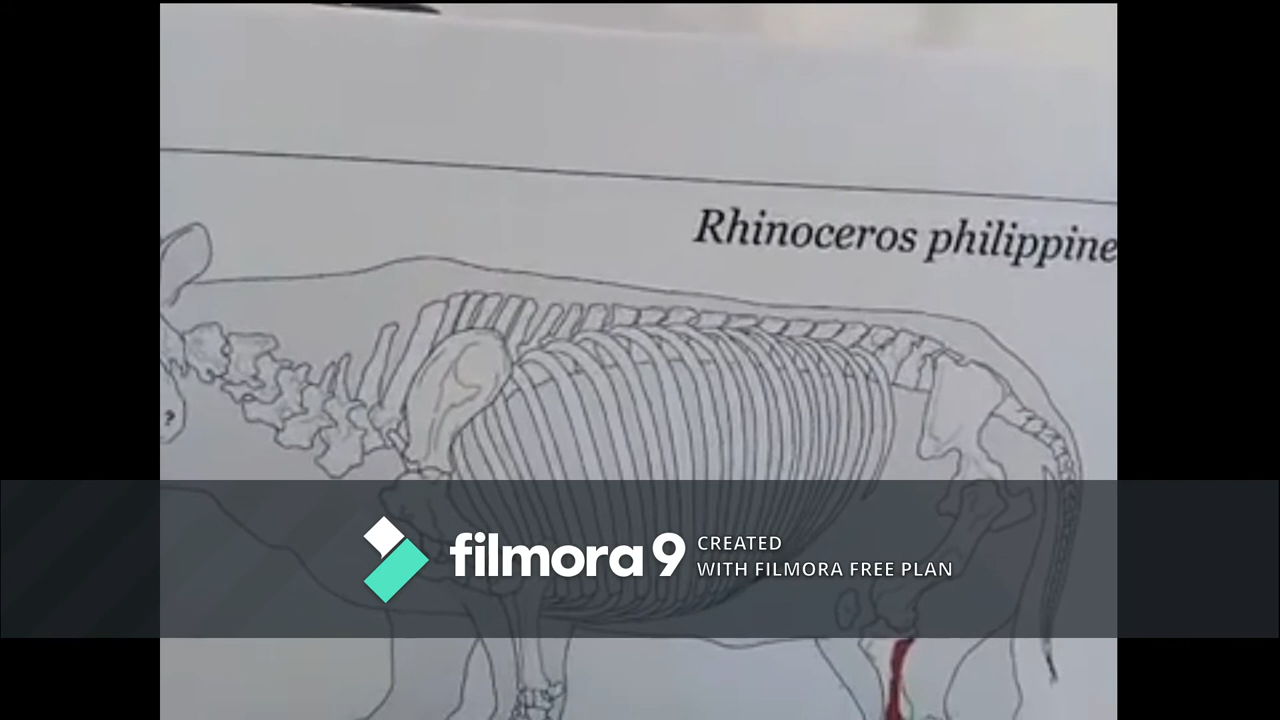 Rhinoceros philippine
?
filmora 9
CREATED
WITH FILMORA FREE PLAN